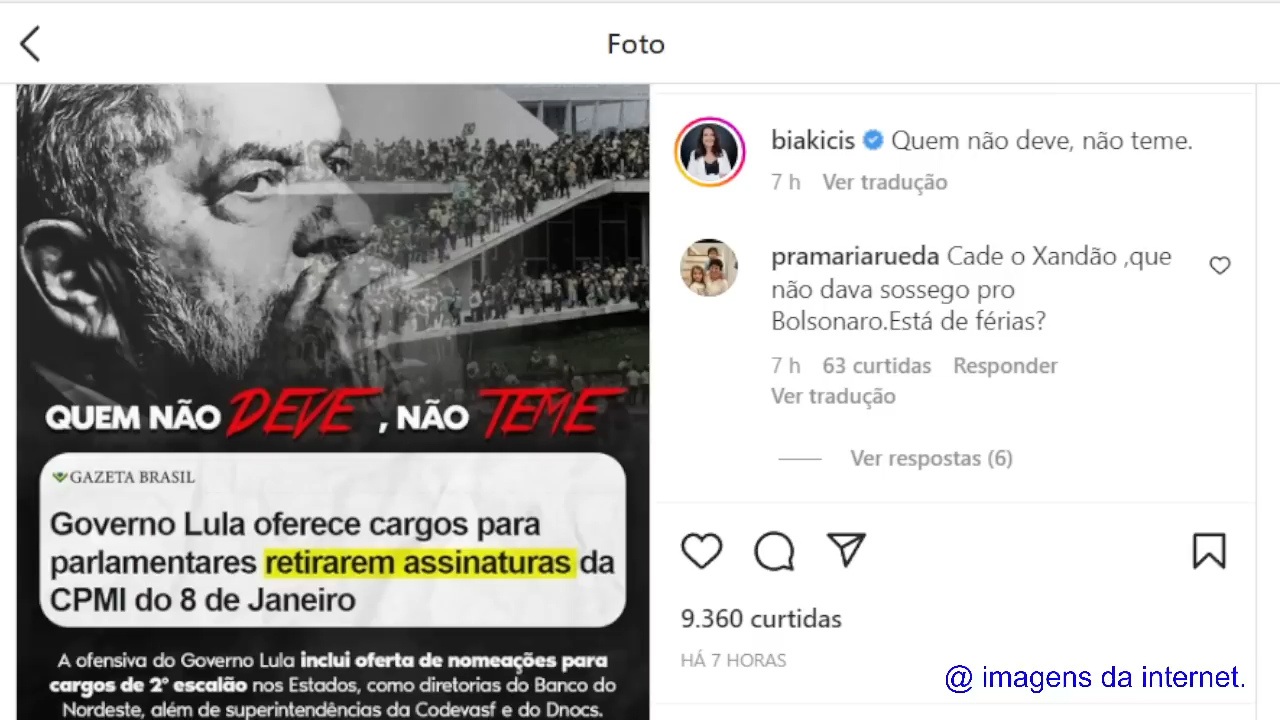 Foto
QUEM NÃO DEVE, NÃO TEME
GAZETA BRASIL
Governo Lula oferece cargos para
parlamentares retirarem assinaturas da
CPMI do 8 de Janeiro
A ofensiva do Governo Lula inclui oferta de nomeações para
cargos de 2º escalão nos Estados, como diretorias do Banco do
Nordeste, além de superintendências da Codevasf e do Dnocs.
biakicis Quem não deve, não teme.
7 h Ver tradução
pramariarueda Cade o Xandão ,que
não dava sossego pro
Bolsonaro.Está de férias?
7 h 63 curtidas Responder
Ver tradução
Ver respostas (6)
9.360 curtidas
HÁ 7 HORAS
@ imagens da internet.